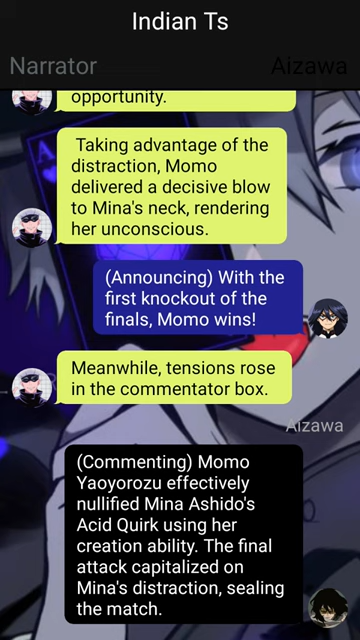 Indian Ts
Narrator
Aizawa
opportunity.
Taking advantage of the
distraction, Momo
delivered a decisive blow
to Mina's neck, rendering
her unconscious.
(Announcing) With the
first knockout of the
finals, Momo wins!
Meanwhile, tensions rose
in the commentator box.
Aizawa
(Commenting) Momo
Yaoyorozu effectively
nullified Mina Ashido's
Acid Quirk using her
creation ability. The final
attack capitalized on
Mina's distraction, sealing
the match.